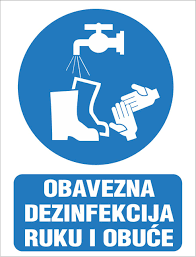 OBAVEZNA
DEZINFEKCIJA
RUKU I OBUĆE